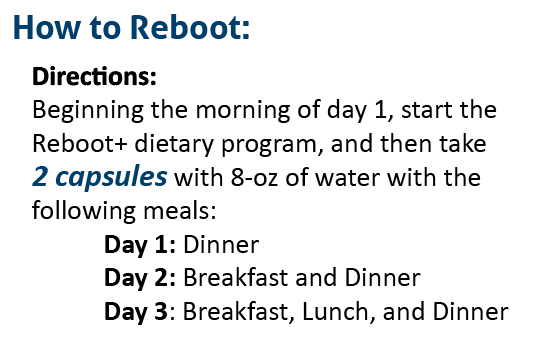 How to Reboot:
Directions:
Beginning the morning of day 1, start the
Reboot+ dietary program, and then take
2 capsules with 8-oz of water with the
following meals:
Day 1: Dinner
Day 2: Breakfast and Dinner
Day 3: Breakfast, Lunch, and Dinner